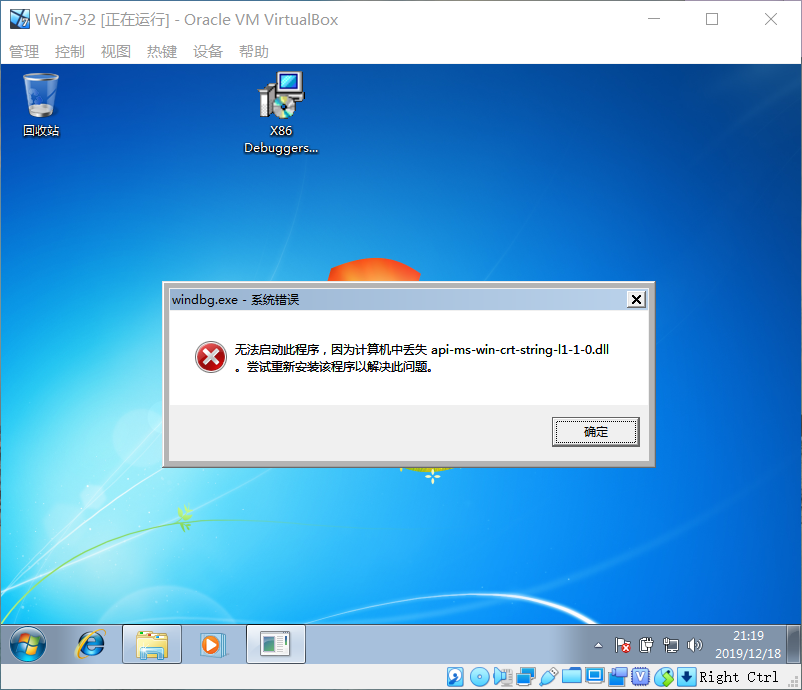 Win7-32 [正在运行] - Oracle VM VirtualBox
管理 控制 视图 热键 设备 帮助
回收站
X86
Debuggers...
windbg.exe - 系统错误
无法启动此程序，因为计算机中丢失 api-ms-win-crt-string-l1-1-0.dll
。尝试重新安装该程序以解决此问题。
确定
21:19
2019/12/18
Right Ctrl